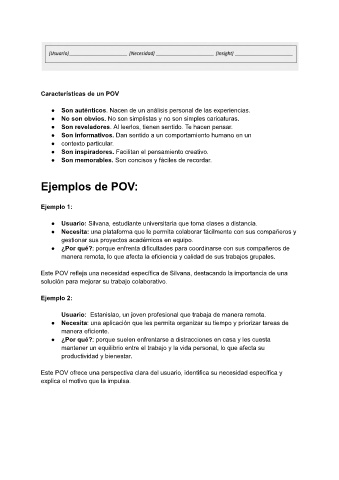 [Usuario]____________________ [Necesidad] ____________________ [Insight] ____________________
Características de un POV
● Son auténticos. Nacen de un análisis personal de las experiencias.
● No son obvios. No son simplistas y no son simples caricaturas.
● Son reveladores. Al leerlos, tienen sentido. Te hacen pensar.
● Son informativos. Dan sentido a un comportamiento humano en un
● contexto particular.
● Son inspiradores. Facilitan el pensamiento creativo.
● Son memorables. Son concisos y fáciles de recordar.
Ejemplos de POV:
Ejemplo 1:
● Usuario: Silvana, estudiante universitaria que toma clases a distancia.
● Necesita: una plataforma que le permita colaborar fácilmente con sus compañeros y
gestionar sus proyectos académicos en equipo.
● ¿Por qué?: porque enfrenta dificultades para coordinarse con sus compañeros de
manera remota, lo que afecta la eficiencia y calidad de sus trabajos grupales.
Este POV refleja una necesidad específica de Silvana, destacando la importancia de una
solución para mejorar su trabajo colaborativo.
Ejemplo 2:
Usuario: Estanislao, un joven profesional que trabaja de manera remota.
● Necesita: una aplicación que les permita organizar su tiempo y priorizar tareas de
manera eficiente.
● ¿Por qué?: porque suelen enfrentarse a distracciones en casa y les cuesta
mantener un equilibrio entre el trabajo y la vida personal, lo que afecta su
productividad y bienestar.
Este POV ofrece una perspectiva clara del usuario, identifica su necesidad específica y
explica el motivo que la impulsa.